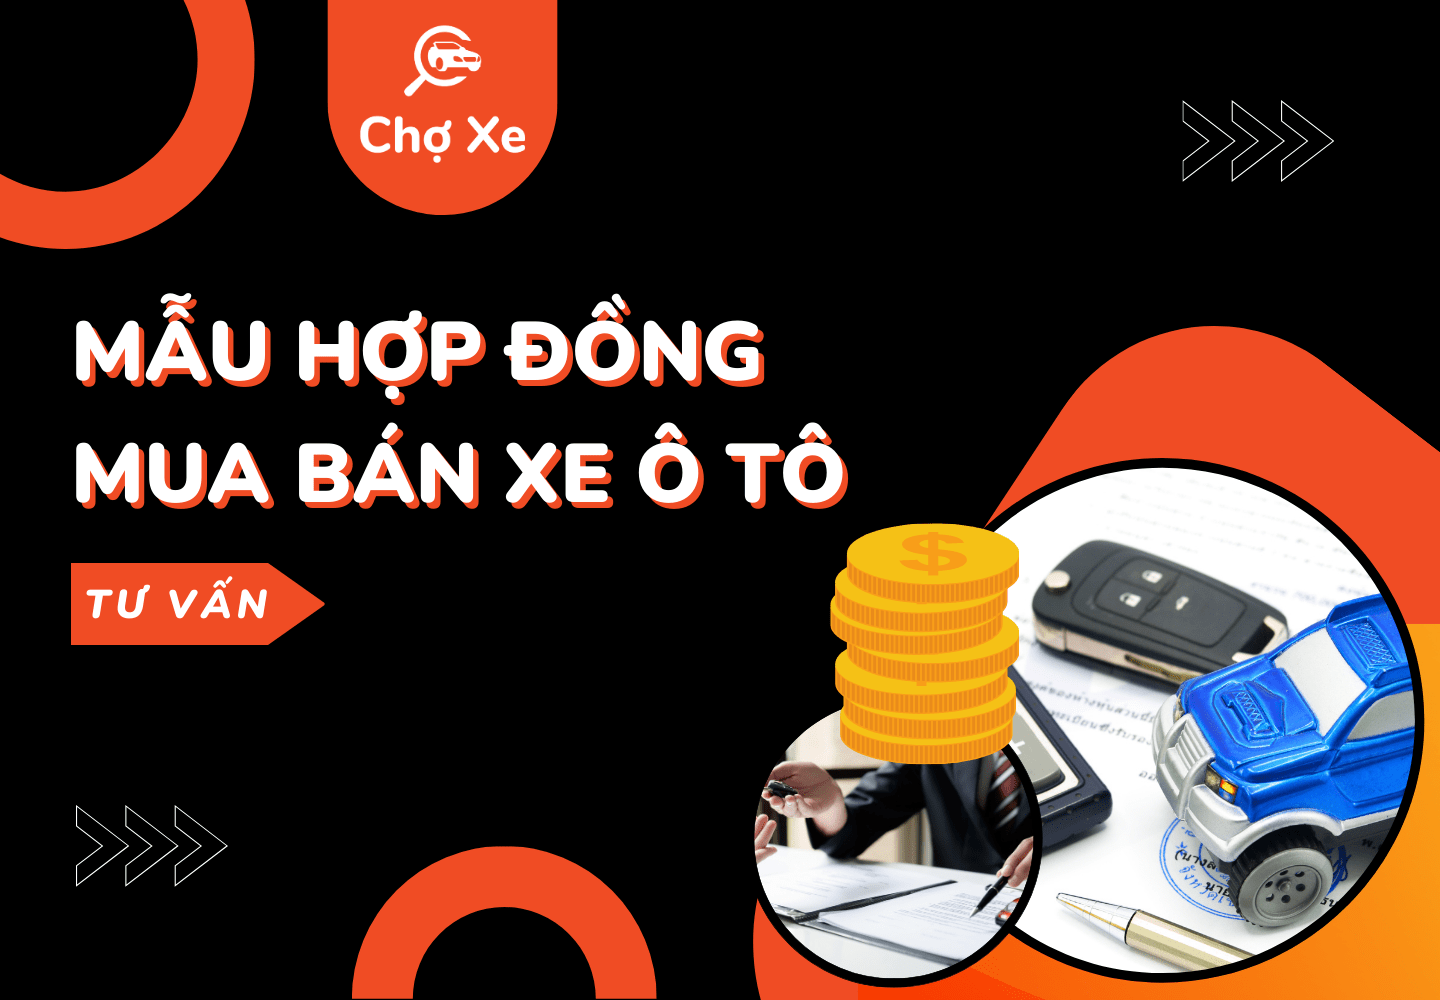 Chợ Xe
MẪU HỢP ĐỒNG
MUA BÁN XE Ô TÔ
TƯ VẤN
$